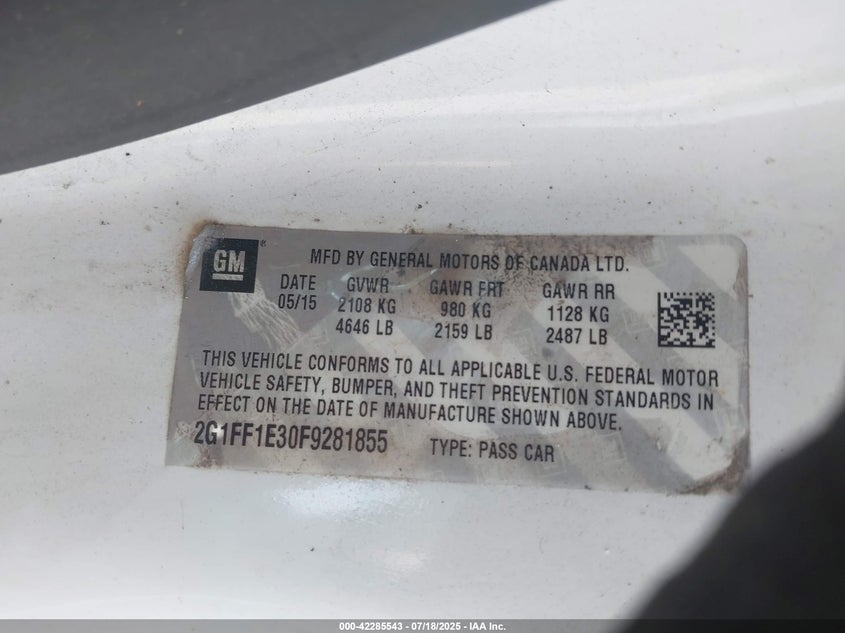 GM
MFD BY GENERAL MOTORS OF CANADA LTD.
DATE GVWR GAWR FRT GAWR RR
05/15 2108 KG 980 KG 1128 KG
4646 LB 2159 LB 2487 LB
THIS VEHICLE CONFORMS TO ALL APPLICABLE U.S. FEDERAL MOTOR
VEHICLE SAFETY, BUMPER, AND THEFT PREVENTION STANDARDS IN
EFFECT ON THE DATE OF MANUFACTURE SHOWN ABOVE.
2G1FF1E30F9281855 TYPE: PASS CAR
000-42285543 / 07/18/2025 - IAA Inc.